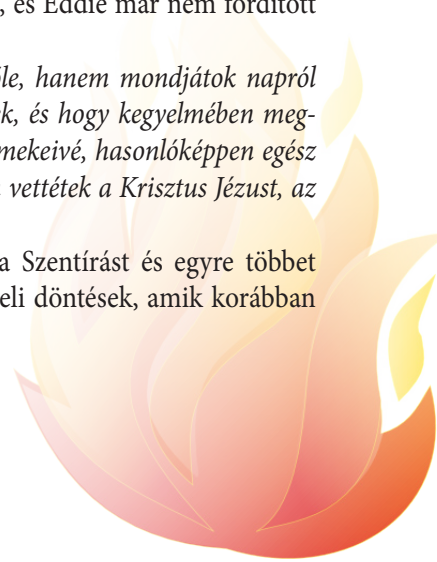 , és Eddie már nem fordított
le, hanem mondjátok napról
k, és hogy kegyelmében meg-
mekeivé, hasonlóképpen egész
vettétek a Krisztus Jézust, az
a Szentírást és egyre többet
eli döntések, amik korábban